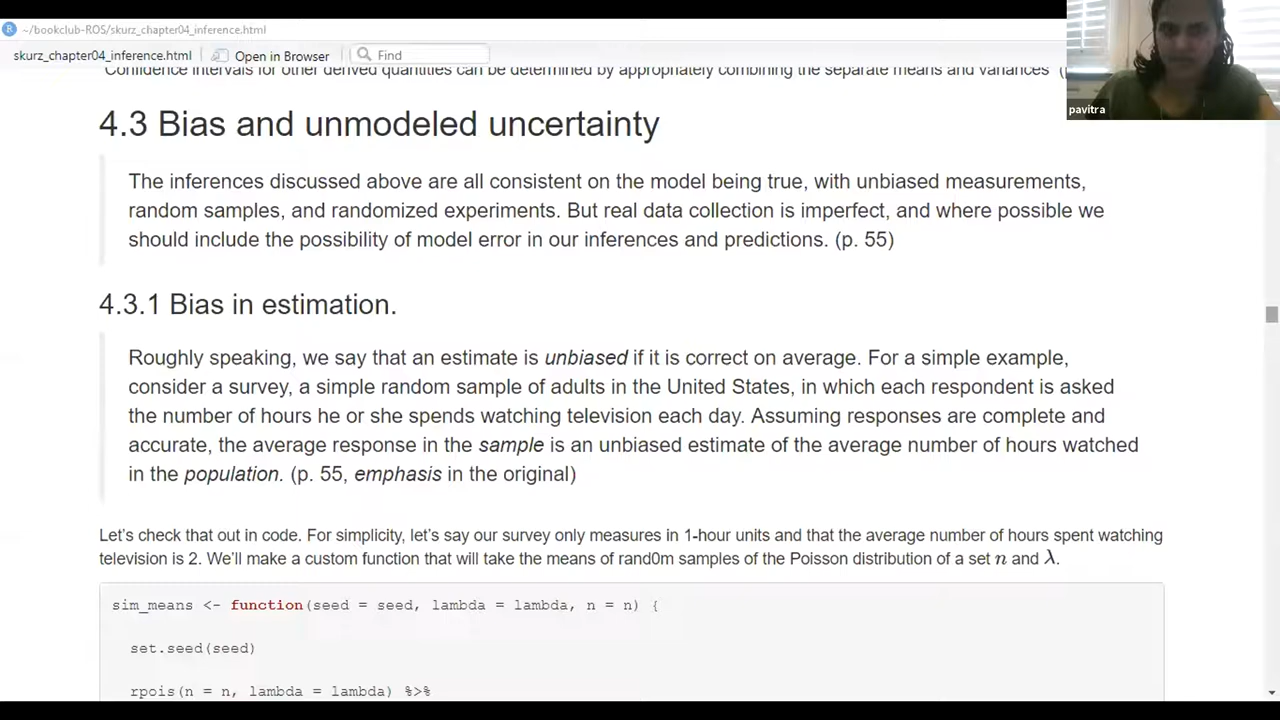 ~/bookclub-ROS/skurz_chapter04_inference.html
skurz_chapter04_inference.html
Open in Browser
Find
Confidence intervals for other derived quantities can be determined by appropriately combining the separate means and variances
pavitra
4.3 Bias and unmodeled uncertainty
The inferences discussed above are all consistent on the model being true, with unbiased measurements,
random samples, and randomized experiments. But real data collection is imperfect, and where possible we
should include the possibility of model error in our inferences and predictions. (p. 55)
4.3.1 Bias in estimation.
Roughly speaking, we say that an estimate is unbiased if it is correct on average. For a simple example,
consider a survey, a simple random sample of adults in the United States, in which each respondent is asked
the number of hours he or she spends watching television each day. Assuming responses are complete and
accurate, the average response in the sample is an unbiased estimate of the average number of hours watched
in the population. (p. 55, emphasis in the original)
Let's check that out in code. For simplicity, let's say our survey only measures in 1-hour units and that the average number of hours spent watching
television is 2. We'll make a custom function that will take the means of rand0m samples of the Poisson distribution of a set n and λ.
sim_means <- function(seed = seed, lambda = lambda, n = n) {
set.seed(seed)
rpois(n = n, lambda = lambda) %>%